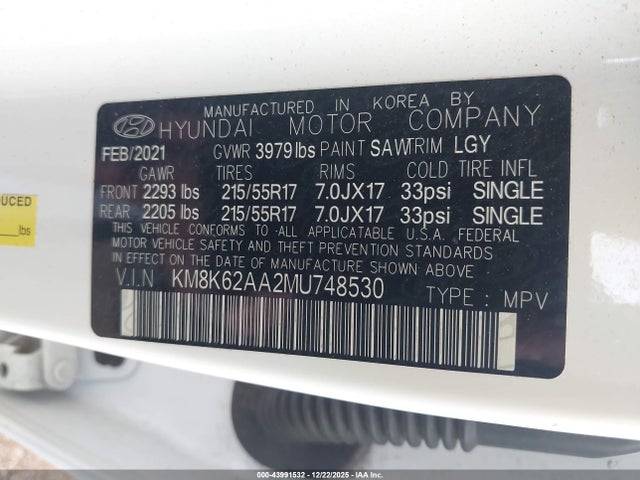 MANUFACTURED IN KOREA BY
HYUNDAI MOTOR COMPANY
FEB/2021 GVWR 3979 lbs PAINT SAW TRIM LGY
GAWR TIRES RIMS COLD TIRE INFL
FRONT 2293 lbs 215/55R17 7.0JX17 33psi SINGLE
REAR 2205 lbs 215/55R17 7.0JX17 33psi SINGLE
THIS VEHICLE CONFORMS TO ALL APPLICATABLE U.S.A. FEDERAL
MOTOR VEHICLE SAFETY AND THEFT PREVENTION STANDARDS
IN EFFECT ON THE DATE OF MANUFACTURE SHOWN ABOVE.
V.I.N KM8K62AA2MU748530 TYPE : MPV
lbs
© COPYRIGHT 2000-43991532 - 12/22/2025 - IAA, Inc.